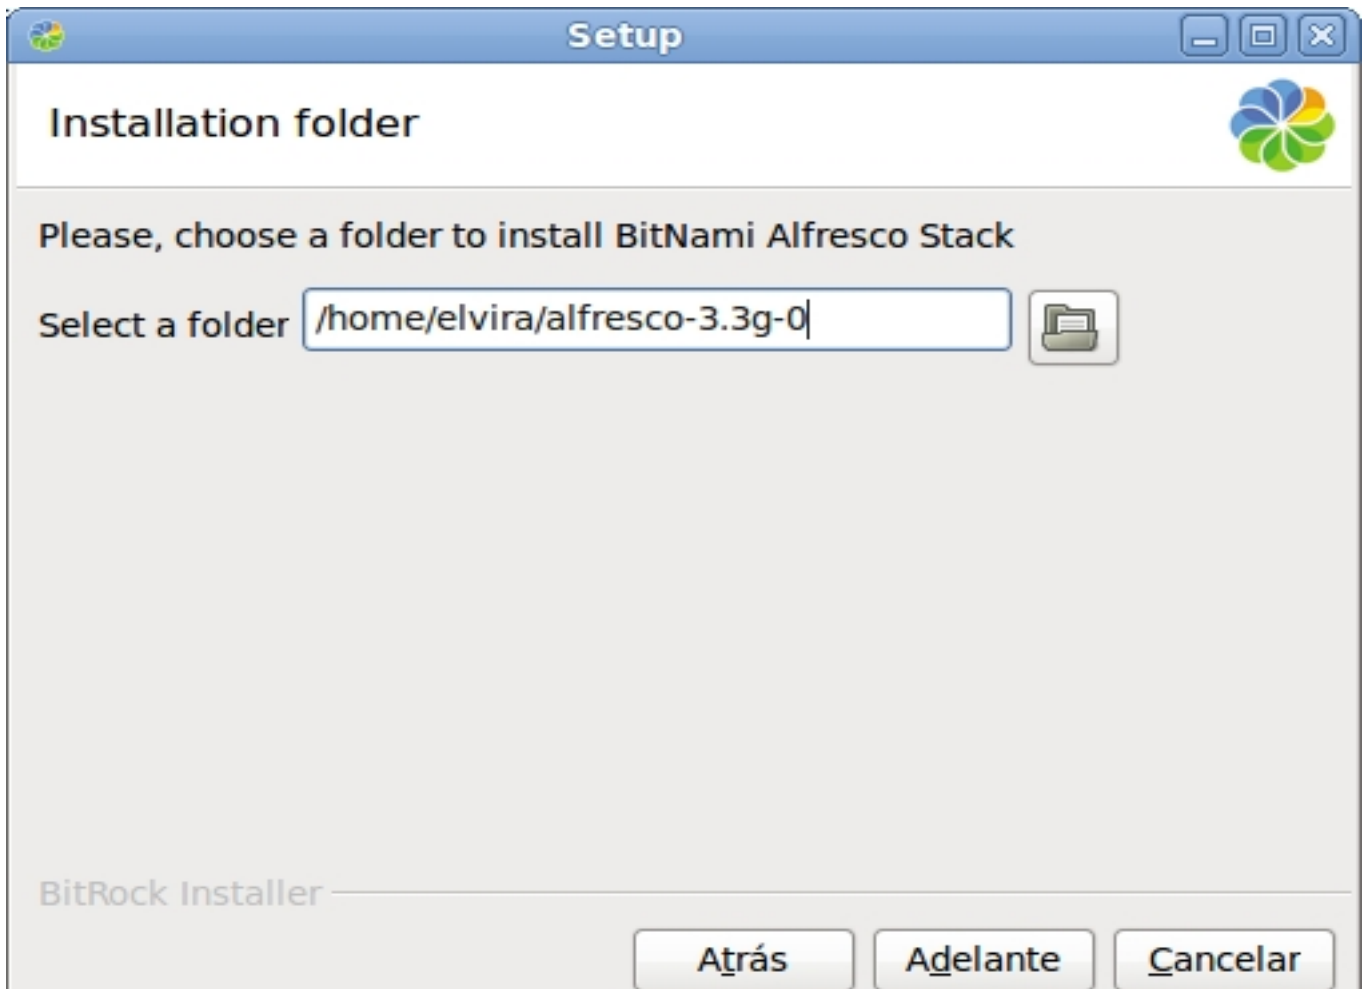 Setup
Installation folder
Please, choose a folder to install BitNami Alfresco Stack
Select a folder /home/elvira/alfresco-3.3g-0
BitRock Installer
Atrás Adelante Cancelar